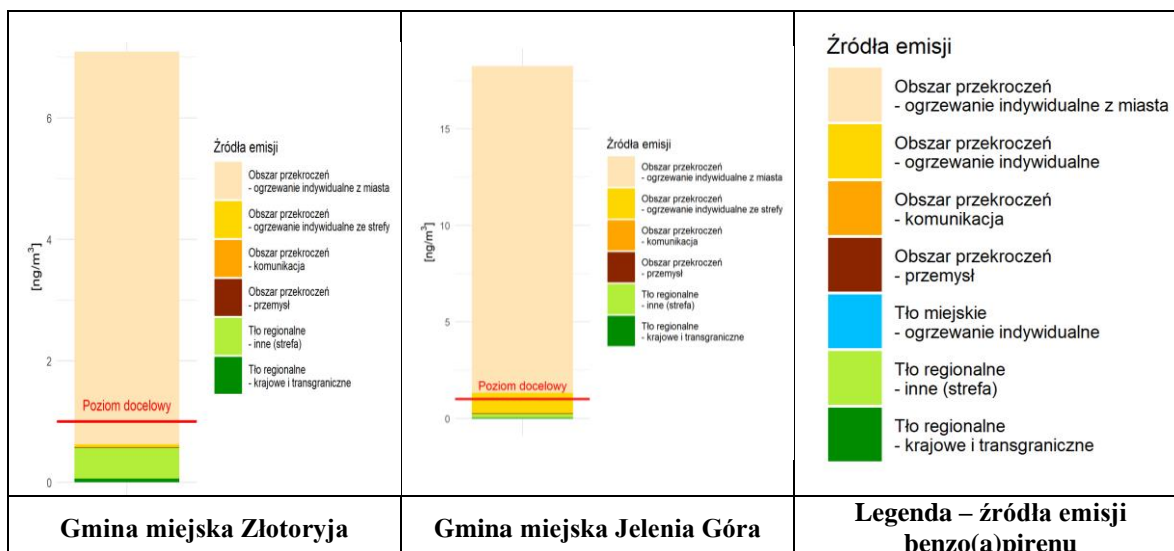 6
4
2
0
[ng/m³]
Poziom docelowy
Źródła emisji
Obszar przekroczeń
- ogrzewanie indywidualne z miasta
Obszar przekroczeń
- ogrzewanie indywidualne ze strefy
Obszar przekroczeń
- komunikacja
Obszar przekroczeń
- przemysł
Tło regionalne
- inne (strefa)
Tło regionalne
- krajowe i transgraniczne
Gmina miejska Złotoryja
15
10
5
0
[ng/m³]
Poziom docelowy
Źródła emisji
Obszar przekroczeń
- ogrzewanie indywidualne z miasta
Obszar przekroczeń
- ogrzewanie indywidualne ze strefy
Obszar przekroczeń
- komunikacja
Obszar przekroczeń
- przemysł
Tło regionalne
- inne (strefa)
Tło regionalne
- krajowe i transgraniczne
Gmina miejska Jelenia Góra
Źródła emisji
Obszar przekroczeń
- ogrzewanie indywidualne z miasta
Obszar przekroczeń
- ogrzewanie indywidualne
Obszar przekroczeń
- komunikacja
Obszar przekroczeń
- przemysł
Tło miejskie
- ogrzewanie indywidualne
Tło regionalne
- inne (strefa)
Tło regionalne
- krajowe i transgraniczne
Legenda – źródła emisji
benzo(a)pirenu